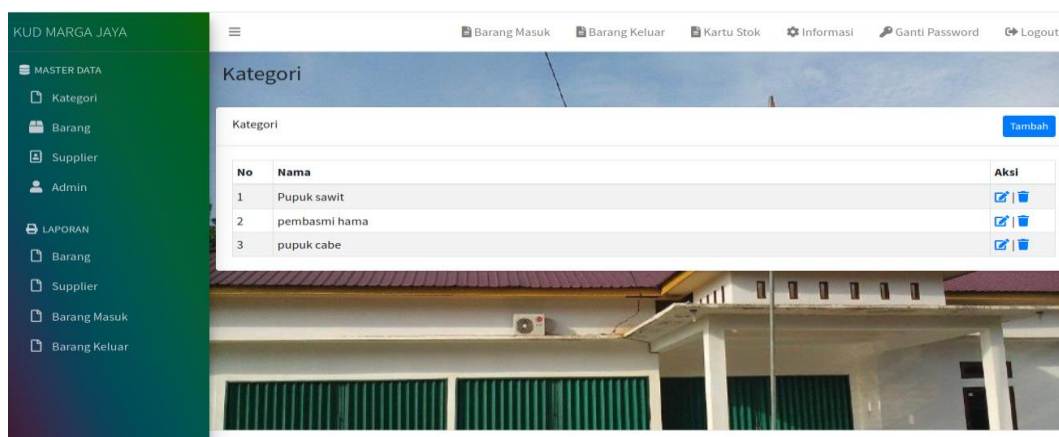 KUD MARGA JAYA
Barang Masuk
Barang Keluar
Kartu Stok
Informasi
Ganti Password
Logout
MASTER DATA
Kategori
Barang
Supplier
Admin
LAPORAN
Barang
Supplier
Barang Masuk
Barang Keluar
Kategori
Kategori
Tambah
No Nama Aksi
1 Pupuk sawit |
2 pembasmi hama |
3 pupuk cabe |